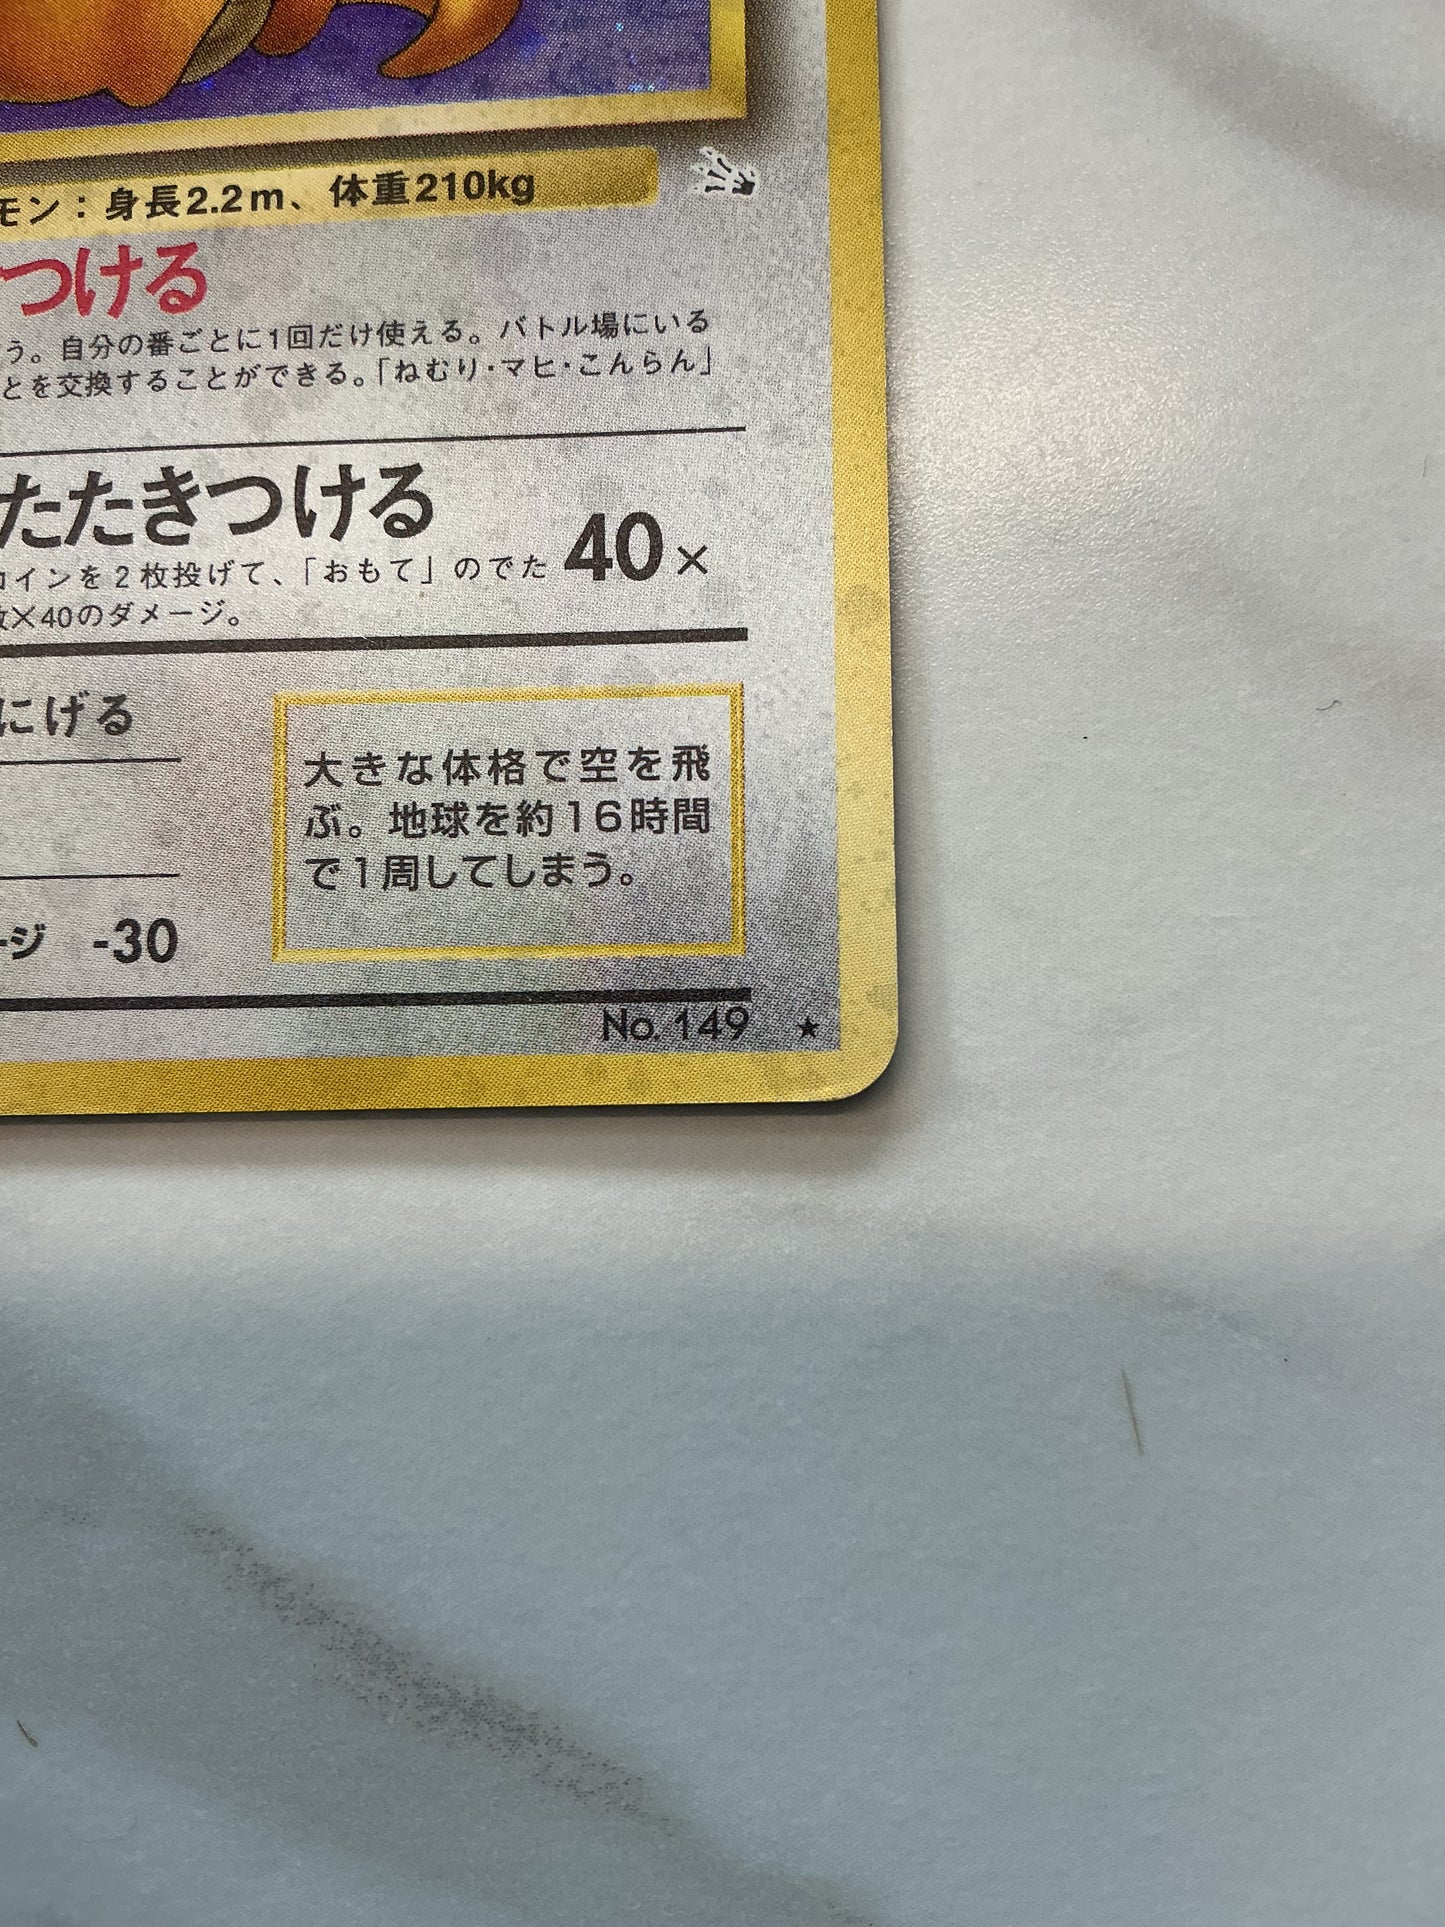 モン：身長2.2m、体重210kg
つける
う。自分の番ごとに1回だけ使える。バトル場にいる
とを交換することができる。「ねむり・マヒ・こんらん」
たたきつける
40×
コインを2枚投げて、「おもて」のでた
数×40のダメージ。
にげる
大きな体格で空を飛
ぶ。地球を約16時間
で1周してしまう。
ージ -30
No. 149 ★